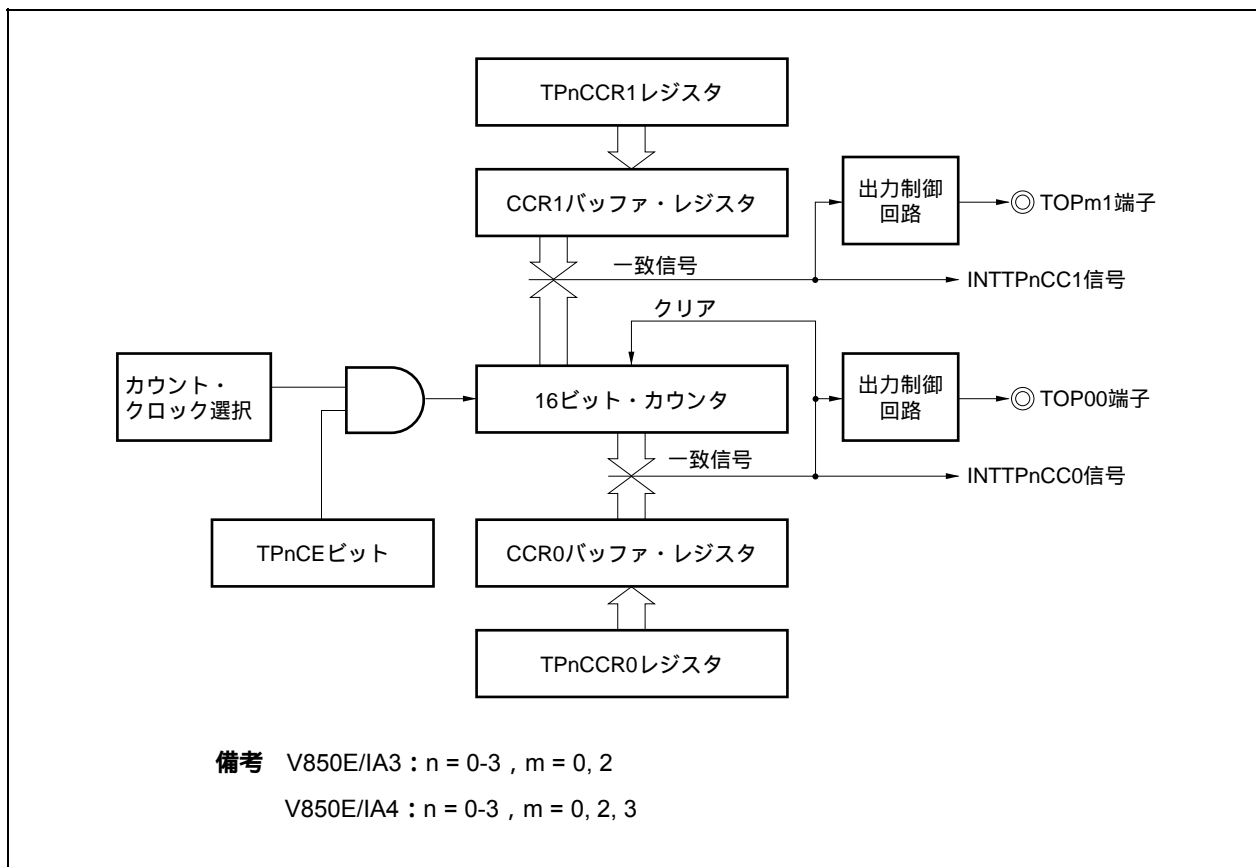 TPnCCR1レジスタ
CCR1バッファ・レジスタ
出力制御
回路
TOPm1端子
一致信号
INTTPnCC1信号
クリア
カウント・
クロック選択
16ビット・カウンタ
出力制御
回路
TOP00端子
一致信号
INTTPnCC0信号
TPnCEビット
CCR0バッファ・レジスタ
TPnCCR0レジスタ
備考 V850E/IA3：n = 0-3 , m = 0, 2
V850E/IA4：n = 0-3 , m = 0, 2, 3